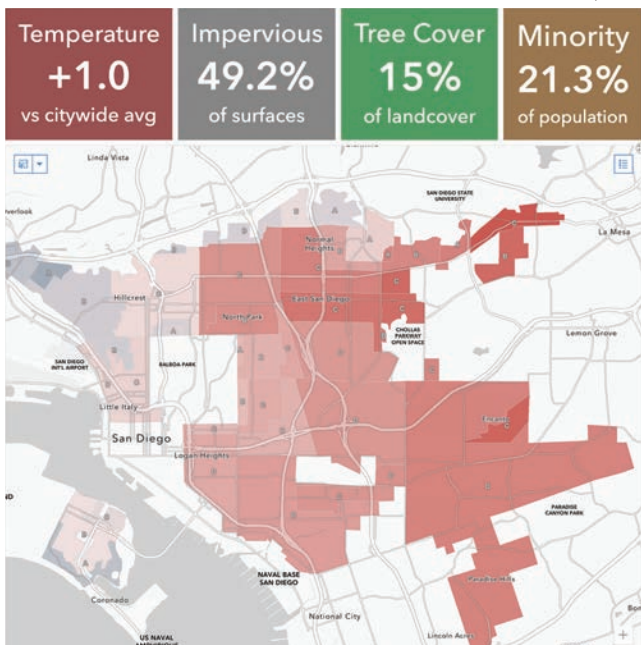 Temperature
+1.0
vs citywide avg
Impervious
49.2%
of surfaces
Tree Cover
15%
of landcover
Minority
21.3%
of population
Linda Vista
Overlook
SAN DIEGO STATE
UNIVERSITY
La Mesa
Normal
Heights
Hillcrest
East San Diego
North Park
CHOLLAS
PARKWAY
OPEN SPACE
Lemon Grove
SAN DIEGO
INT'L AIRPORT
BALBOA PARK
Little Italy
San Diego
Encanto
Logan Heights
PARADISE
CANYON PARK
NAVAL BASE
SAN DIEGO
Paradise Hills
Coronado
National City
Lincoln Acres
US NAVAL